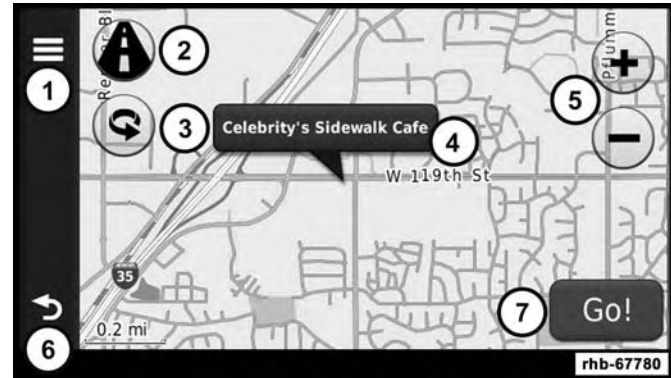 1
2
3
4
5
6
7
Celebrity's Sidewalk Cafe
W 119th St
Pflumm
35
0.2 mi
Go!
rhb-67780